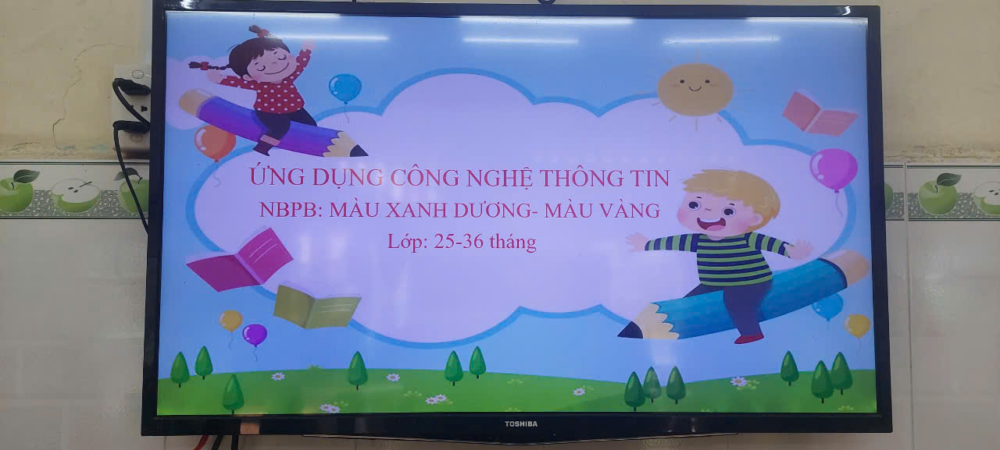 ỨNG DỤNG CÔNG NGHỆ THÔNG TIN
NBPB: MÀU XANH DƯƠNG- MÀU VÀNG
Lớp: 25-36 tháng
TOSHIBA